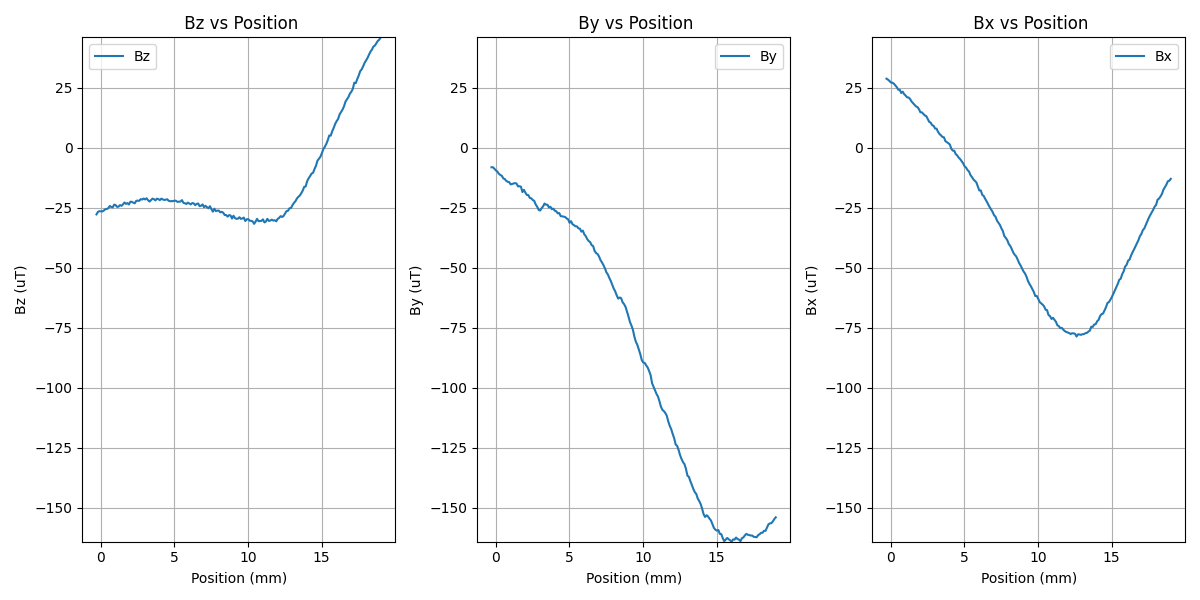 Bz vs Position
Bz
25
0
−25
−50
−75
−100
−125
−150
0 5 10 15
Position (mm)
Bz (uT)
By vs Position
By
25
0
−25
−50
−75
−100
−125
−150
0 5 10 15
Position (mm)
By (uT)
Bx vs Position
Bx
25
0
−25
−50
−75
−100
−125
−150
0 5 10 15
Position (mm)
Bx (uT)